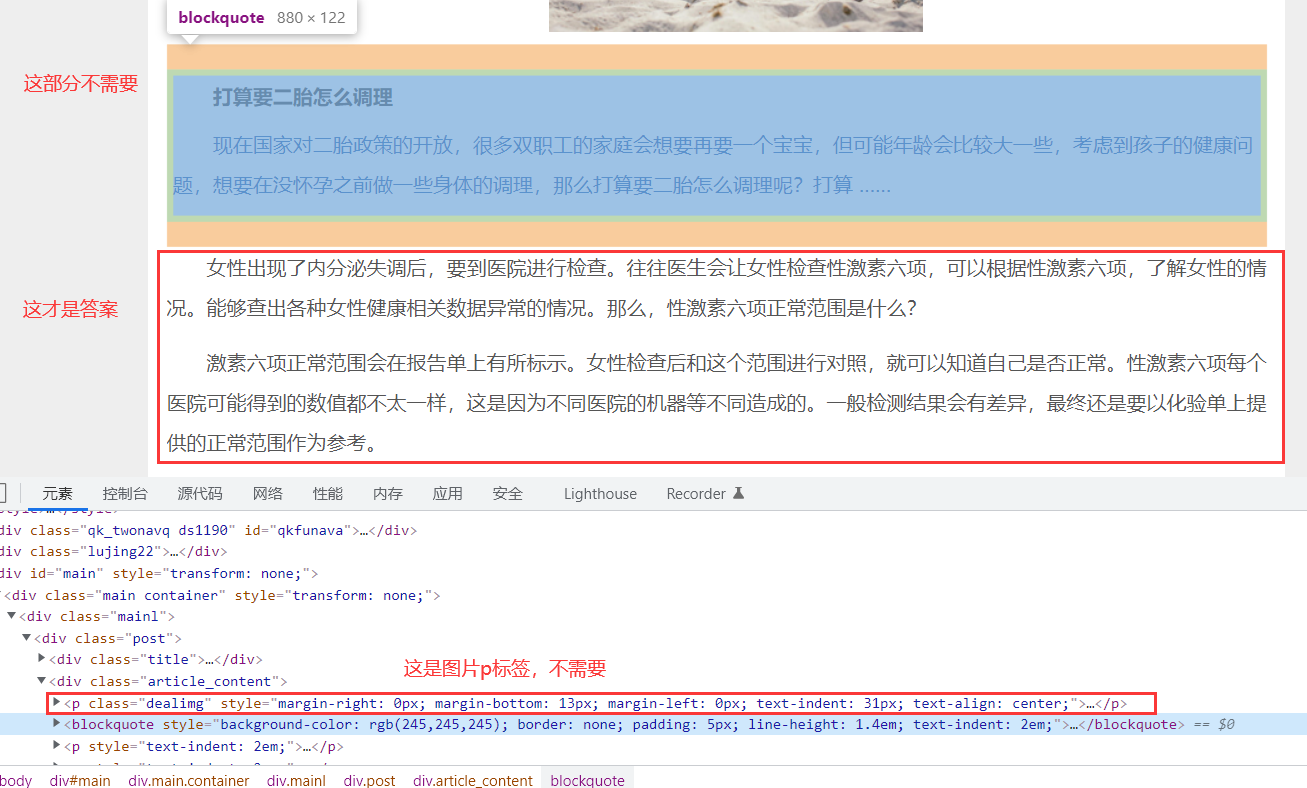 blockquote 880 × 122
这部分不需要
打算要二胎怎么调理
现在国家对二胎政策的开放，很多双职工的家庭会想要再要一个宝宝，但可能年龄会比较大一些，考虑到孩子的健康问
题，想要在没怀孕之前做一些身体的调理，那么打算要二胎怎么调理呢？打算 ......
女性出现了内分泌失调后，要到医院进行检查。往往医生会让女性检查性激素六项，可以根据性激素六项，了解女性的情
况。能够查出各种女性健康相关数据异常的情况。那么，性激素六项正常范围是什么？
这才是答案
激素六项正常范围会在报告单上有所标示。女性检查后和这个范围进行对照，就可以知道自己是否正常。性激素六项每个
医院可能得到的数值都不太一样，这是因为不同医院的机器等不同造成的。一般检测结果会有差异，最终还是要以化验单上提
供的正常范围作为参考。
元素 控制台 源代码 网络 性能 内存 应用 安全 Lighthouse Recorder
div class="qk_twonavq ds1190" id="qkfunava">…</div>
div class="lujing22">…</div>
div id="main" style="transform: none;">
<div class="main container" style="transform: none;">
<div class="mainl">
<div class="post">
<div class="title">…</div>
这是图片p标签，不需要
<div class="article_content">
<p class="dealimg" style="margin-right: 0px; margin-bottom: 13px; margin-left: 0px; text-indent: 31px; text-align: center;">…</p>
<blockquote style="background-color: rgb(245,245,245); border: none; padding: 5px; line-height: 1.4em; text-indent: 2em;">…</blockquote> == $0
<p style="text-indent: 2em;">…</p>
body div#main div.main.container div.mainl div.post div.article_content blockquote